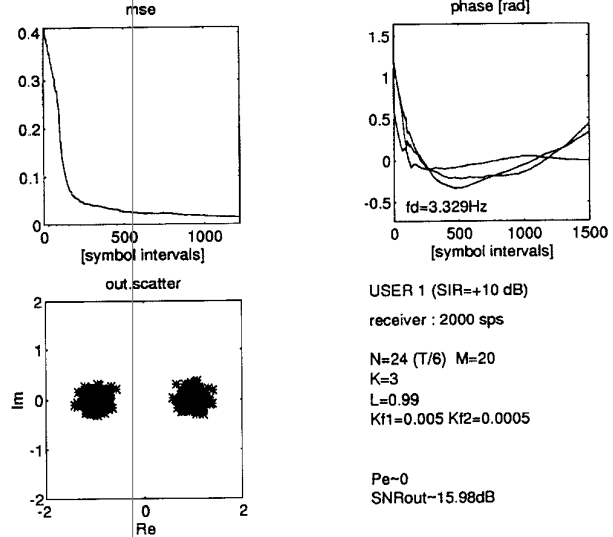 mse
0.4
0.3
0.2
0.1
0
0 500 1000
[symbol intervals]
phase [rad]
1.5
1
0.5
0
-0.5
fd=3.329Hz
0 500 1000 1500
[symbol intervals]
out.scatter
2
1
0
-1
-2
Im
-2 0 2
Re
USER 1 (SIR=+10 dB)
receiver : 2000 sps
N=24 (T/6) M=20
K=3
L=0.99
Kf1=0.005 Kf2=0.0005
Pe~0
SNRout~15.98dB